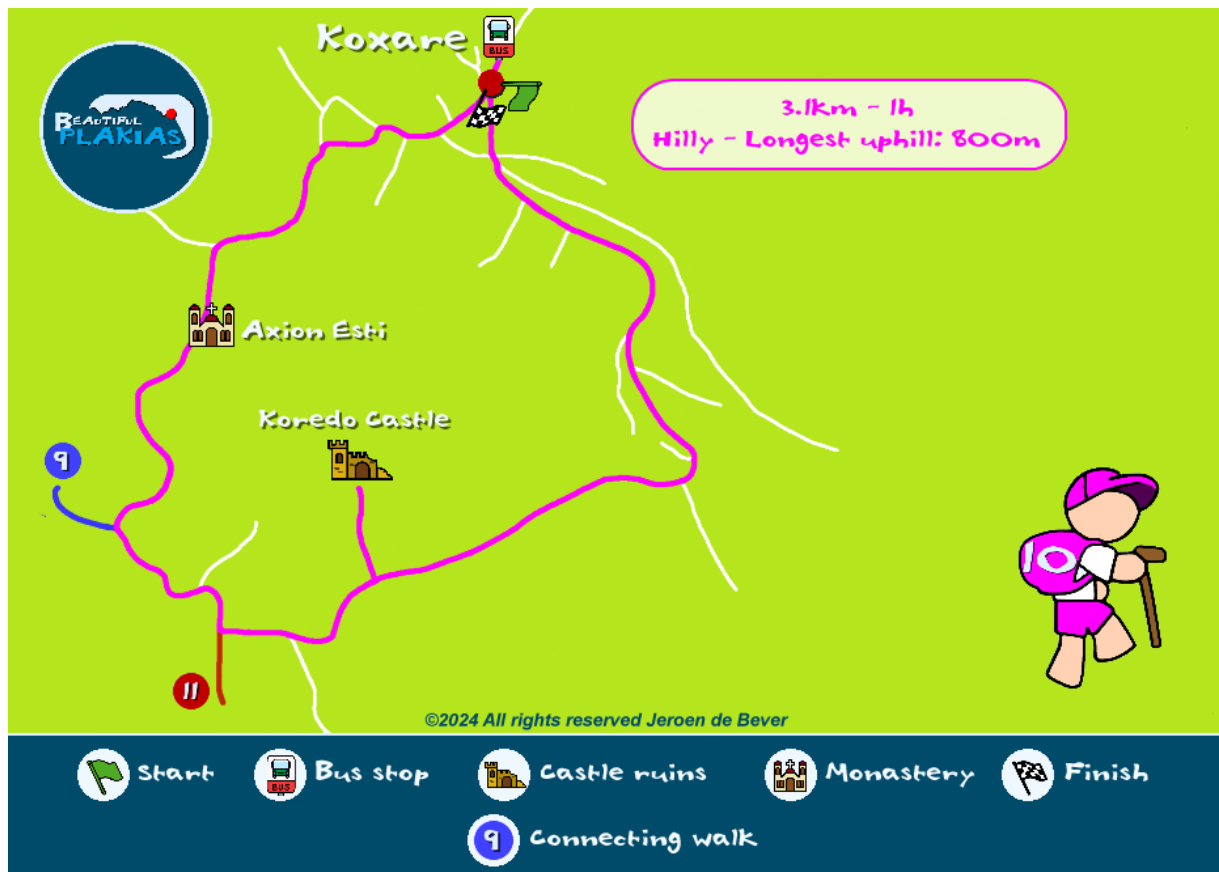 Koxare
BUS
BEAUTIFUL
PLAKIAS
3.1km - 1h
Hilly - Longest uphill: 800m
Axion Esti
Koredo Castle
9
10
11
©2024 All rights reserved Jeroen de Bever
Start
BUS
Bus stop
Castle ruins
Monastery
Finish
9
Connecting walk